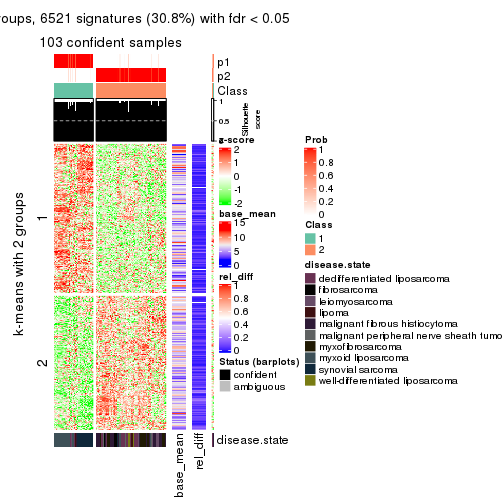 roups, 6521 signatures (30.8%) with fdr < 0.05
103 confident samples
p1
p2
Class
1
0.5
0
Silhouette
score
k-means with 2 groups
1
2
z-score
2
1
0
-1
-2
base_mean
15
10
5
0
rel_diff
1
0.8
0.6
0.4
0.2
0
Status (barplots)
confident
ambiguous
Prob
1
0.8
0.6
0.4
0.2
0
Class
1
2
disease.state
dedifferentiated liposarcoma
fibrosarcoma
leiomyosarcoma
lipoma
malignant fibrous histiocytoma
malignant peripheral nerve sheath tumo
myxofibrosarcoma
myxoid liposarcoma
synovial sarcoma
well-differentiated liposarcoma
disease.state
base_mean
rel_diff